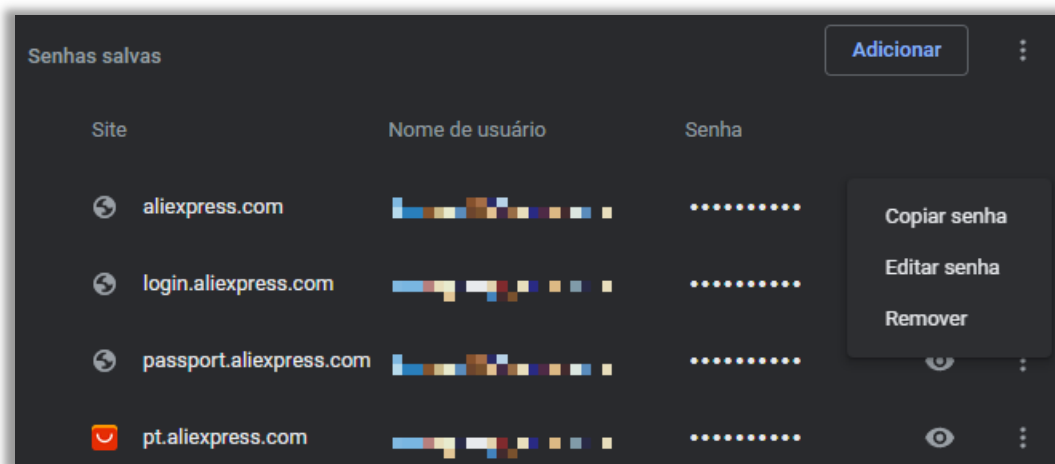 Senhas salvas
Adicionar
Site Nome de usuário Senha
aliexpress.com ••••••••••
Copiar senha
Editar senha
login.aliexpress.com ••••••••••
Remover
passport.aliexpress.com ••••••••••
pt.aliexpress.com ••••••••••